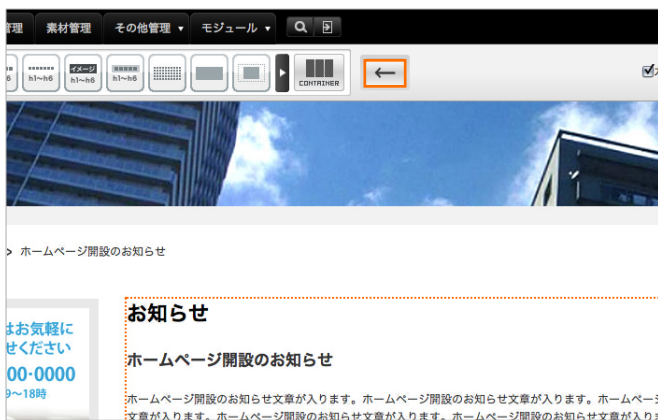 管理 素材管理 その他管理 ▼ モジュール ▼
h1~h6 イメージ h1~h6 h1~h6 CONTAINER ←
> ホームページ開設のお知らせ
お知らせ
はお気軽に
せください
00-0000
9~18時
ホームページ開設のお知らせ
ホームページ開設のお知らせ文章が入ります。ホームページ開設のお知らせ文章が入ります。ホームペー
文章が入ります。ホームページ開設のお知らせ文章が入ります。ホームページ開設のお知らせ文章が入りま